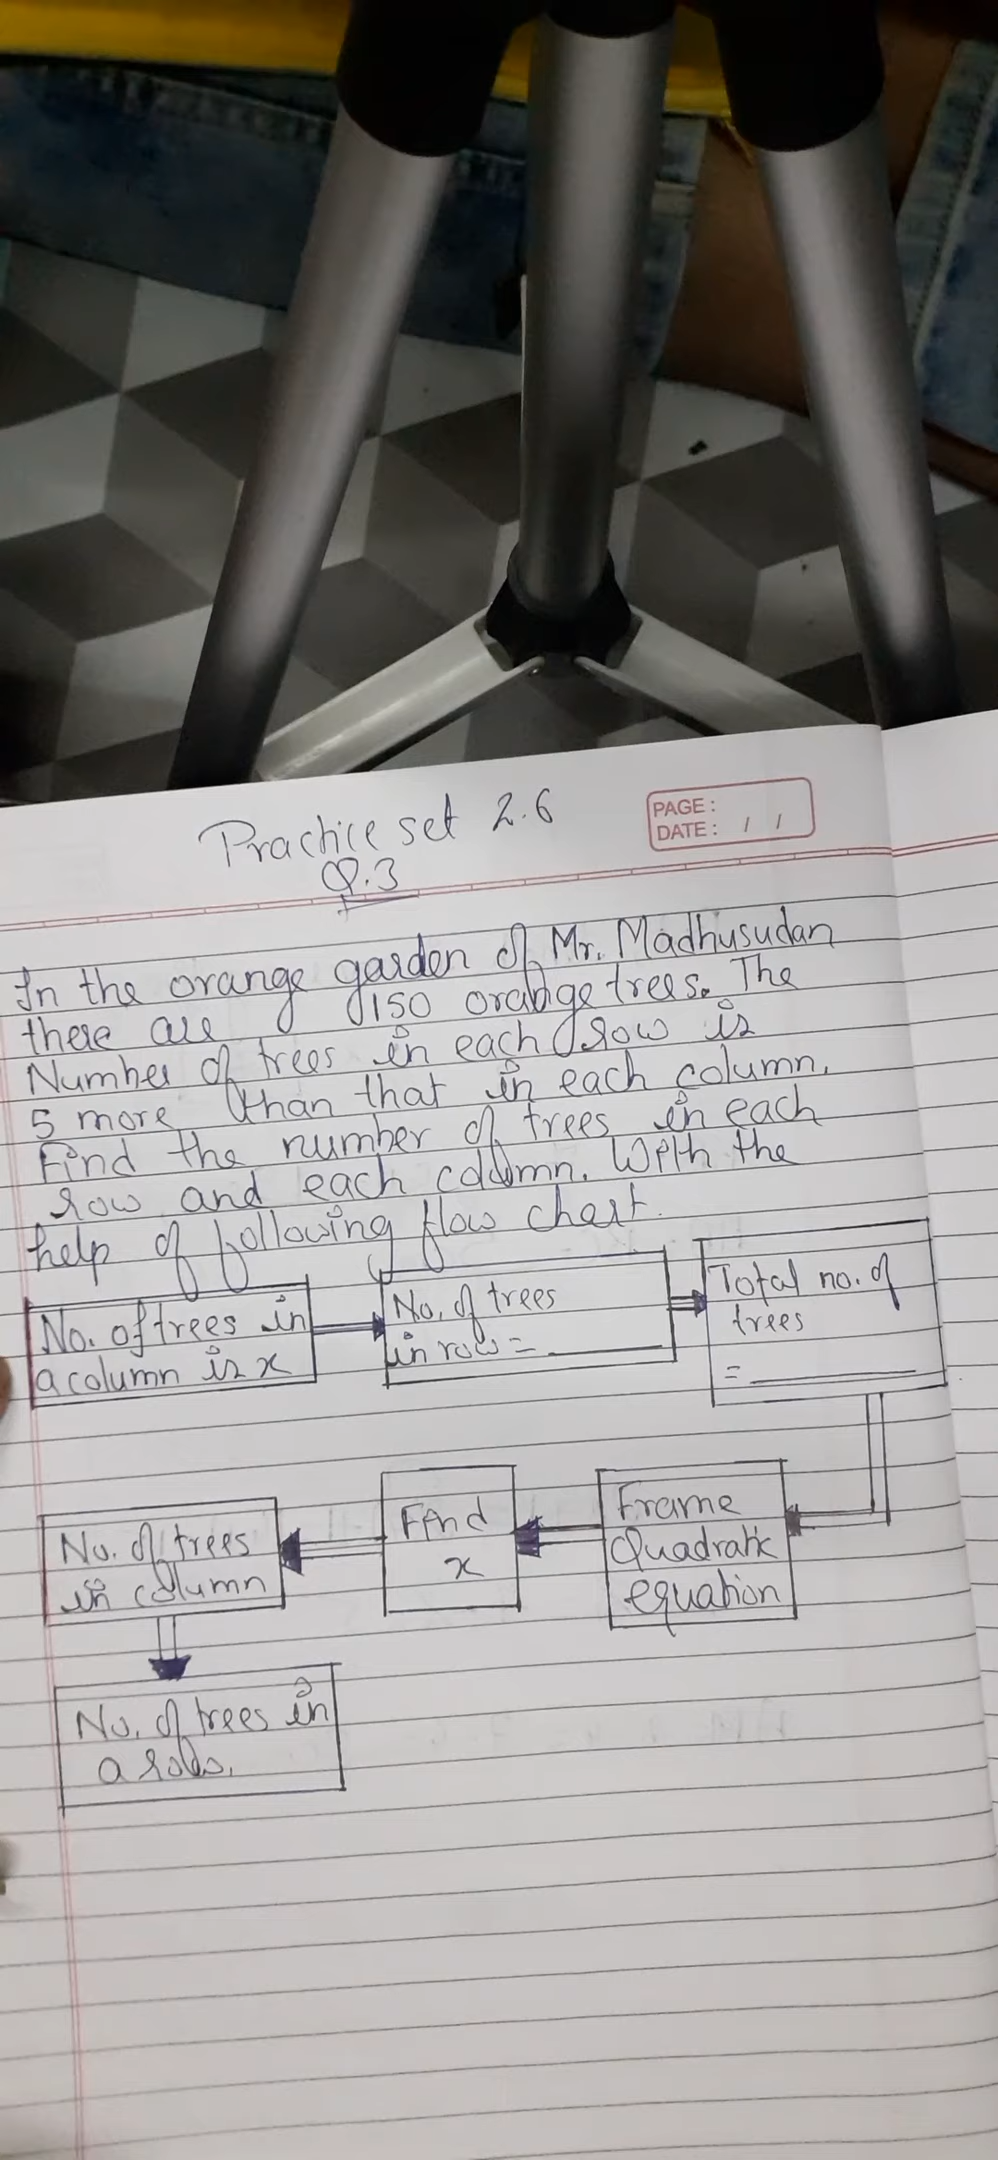 Practice set 2.6
PAGE:
DATE: / /
Q.3
In the orange garden of Mr. Madhusudan
there are 150 orange trees. The
Number of trees in each row is
5 more than that in each column.
Find the number of trees in each
row and each column. With the
help of following flow chart.
No. of trees in
a column is x
No. of trees
in row = ______
Total no. of
trees
= ______
Frame
Quadratic
equation
Find
x
No. of trees
in column
No. of trees in
a row.